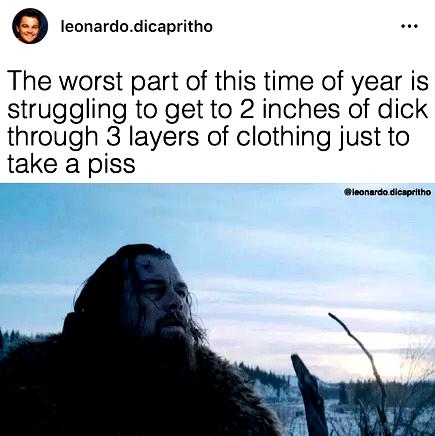 leonardo.dicapritho
The worst part of this time of year is
struggling to get to 2 inches of dick
through 3 layers of clothing just to
take a piss
@leonardo.dicapritho